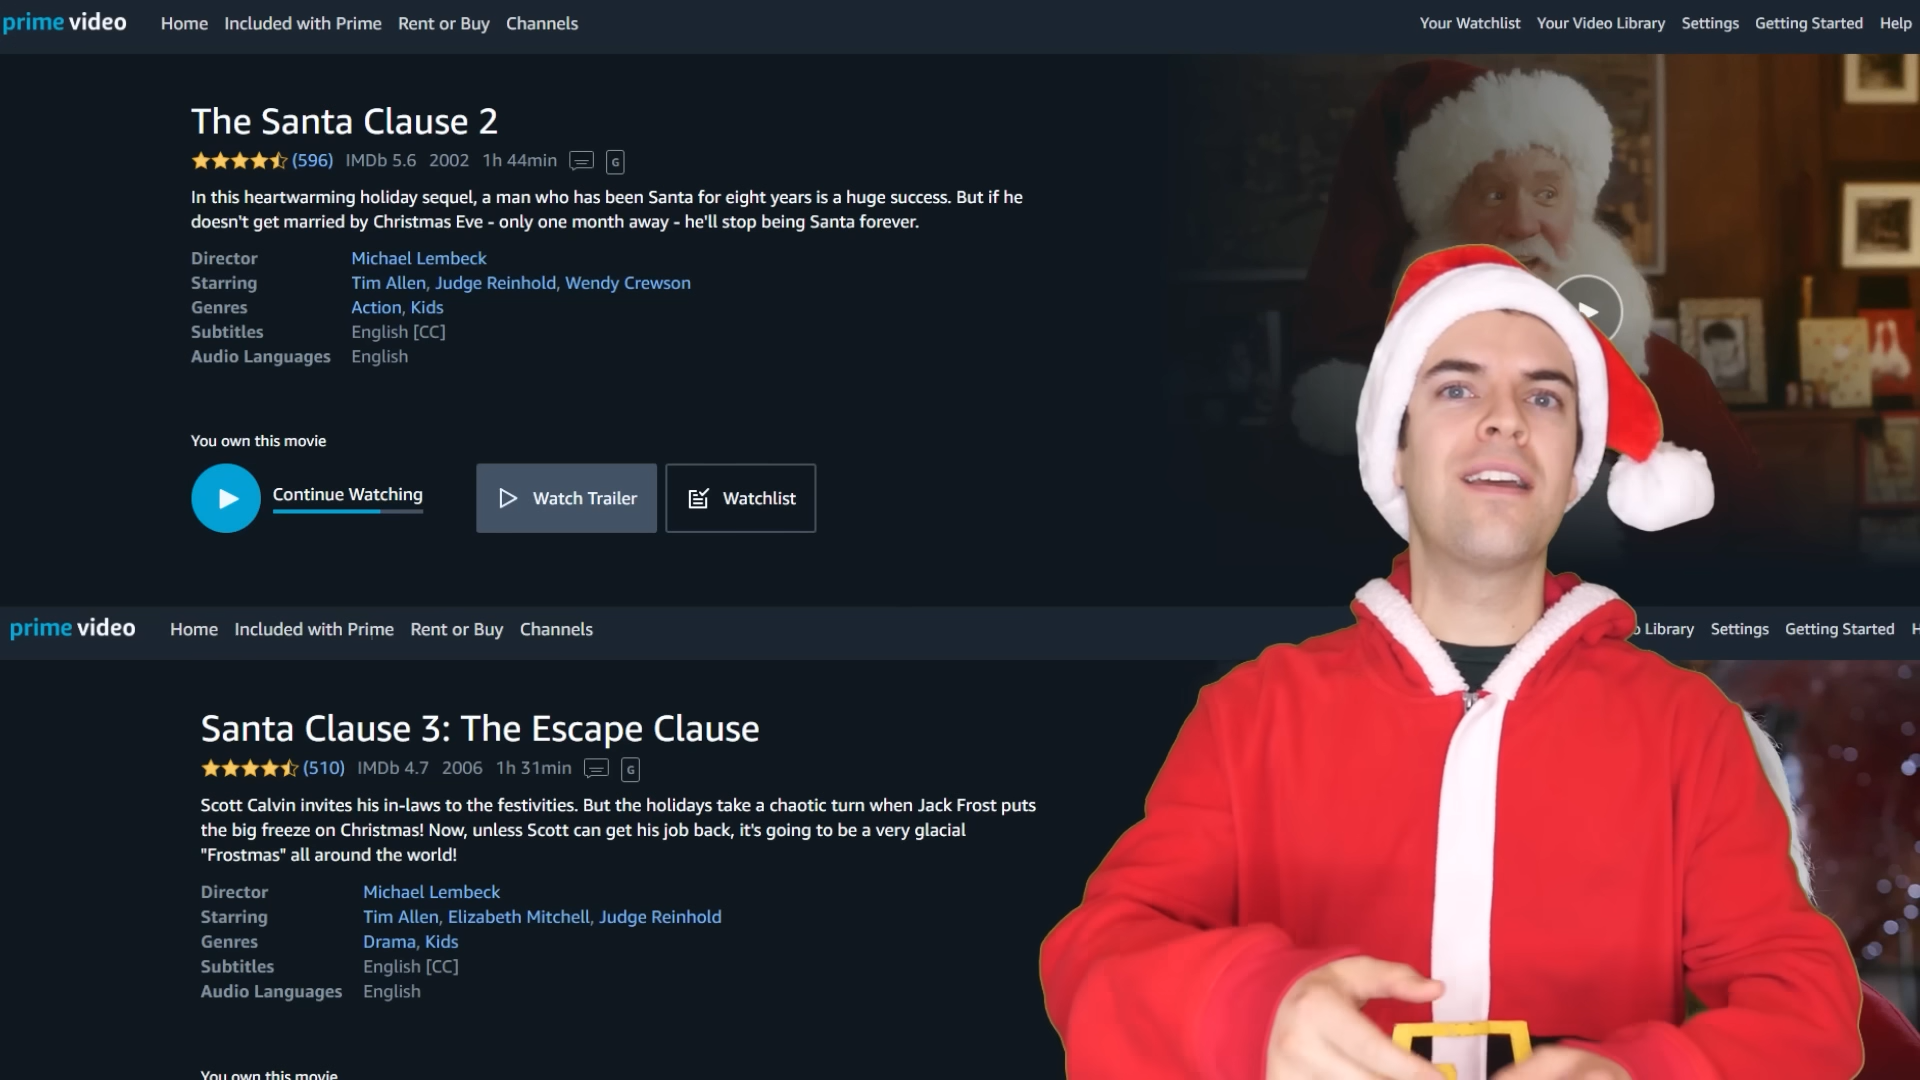 prime video Home Included with Prime Rent or Buy Channels Your Watchlist Your Video Library Settings Getting Started Help
The Santa Clause 2
(596) IMDb 5.6 2002 1h 44min G
In this heartwarming holiday sequel, a man who has been Santa for eight years is a huge success. But if he
doesn't get married by Christmas Eve - only one month away - he'll stop being Santa forever.
Director Michael Lembeck
Starring Tim Allen, Judge Reinhold, Wendy Crewson
Genres Action, Kids
Subtitles English [CC]
Audio Languages English
You own this movie
Continue Watching Watch Trailer Watchlist
prime video Home Included with Prime Rent or Buy Channels Library Settings Getting Started
Santa Clause 3: The Escape Clause
(510) IMDb 4.7 2006 1h 31min G
Scott Calvin invites his in-laws to the festivities. But the holidays take a chaotic turn when Jack Frost puts
the big freeze on Christmas! Now, unless Scott can get his job back, it's going to be a very glacial
"Frostmas" all around the world!
Director Michael Lembeck
Starring Tim Allen, Elizabeth Mitchell, Judge Reinhold
Genres Drama, Kids
Subtitles English [CC]
Audio Languages English
You own this movie